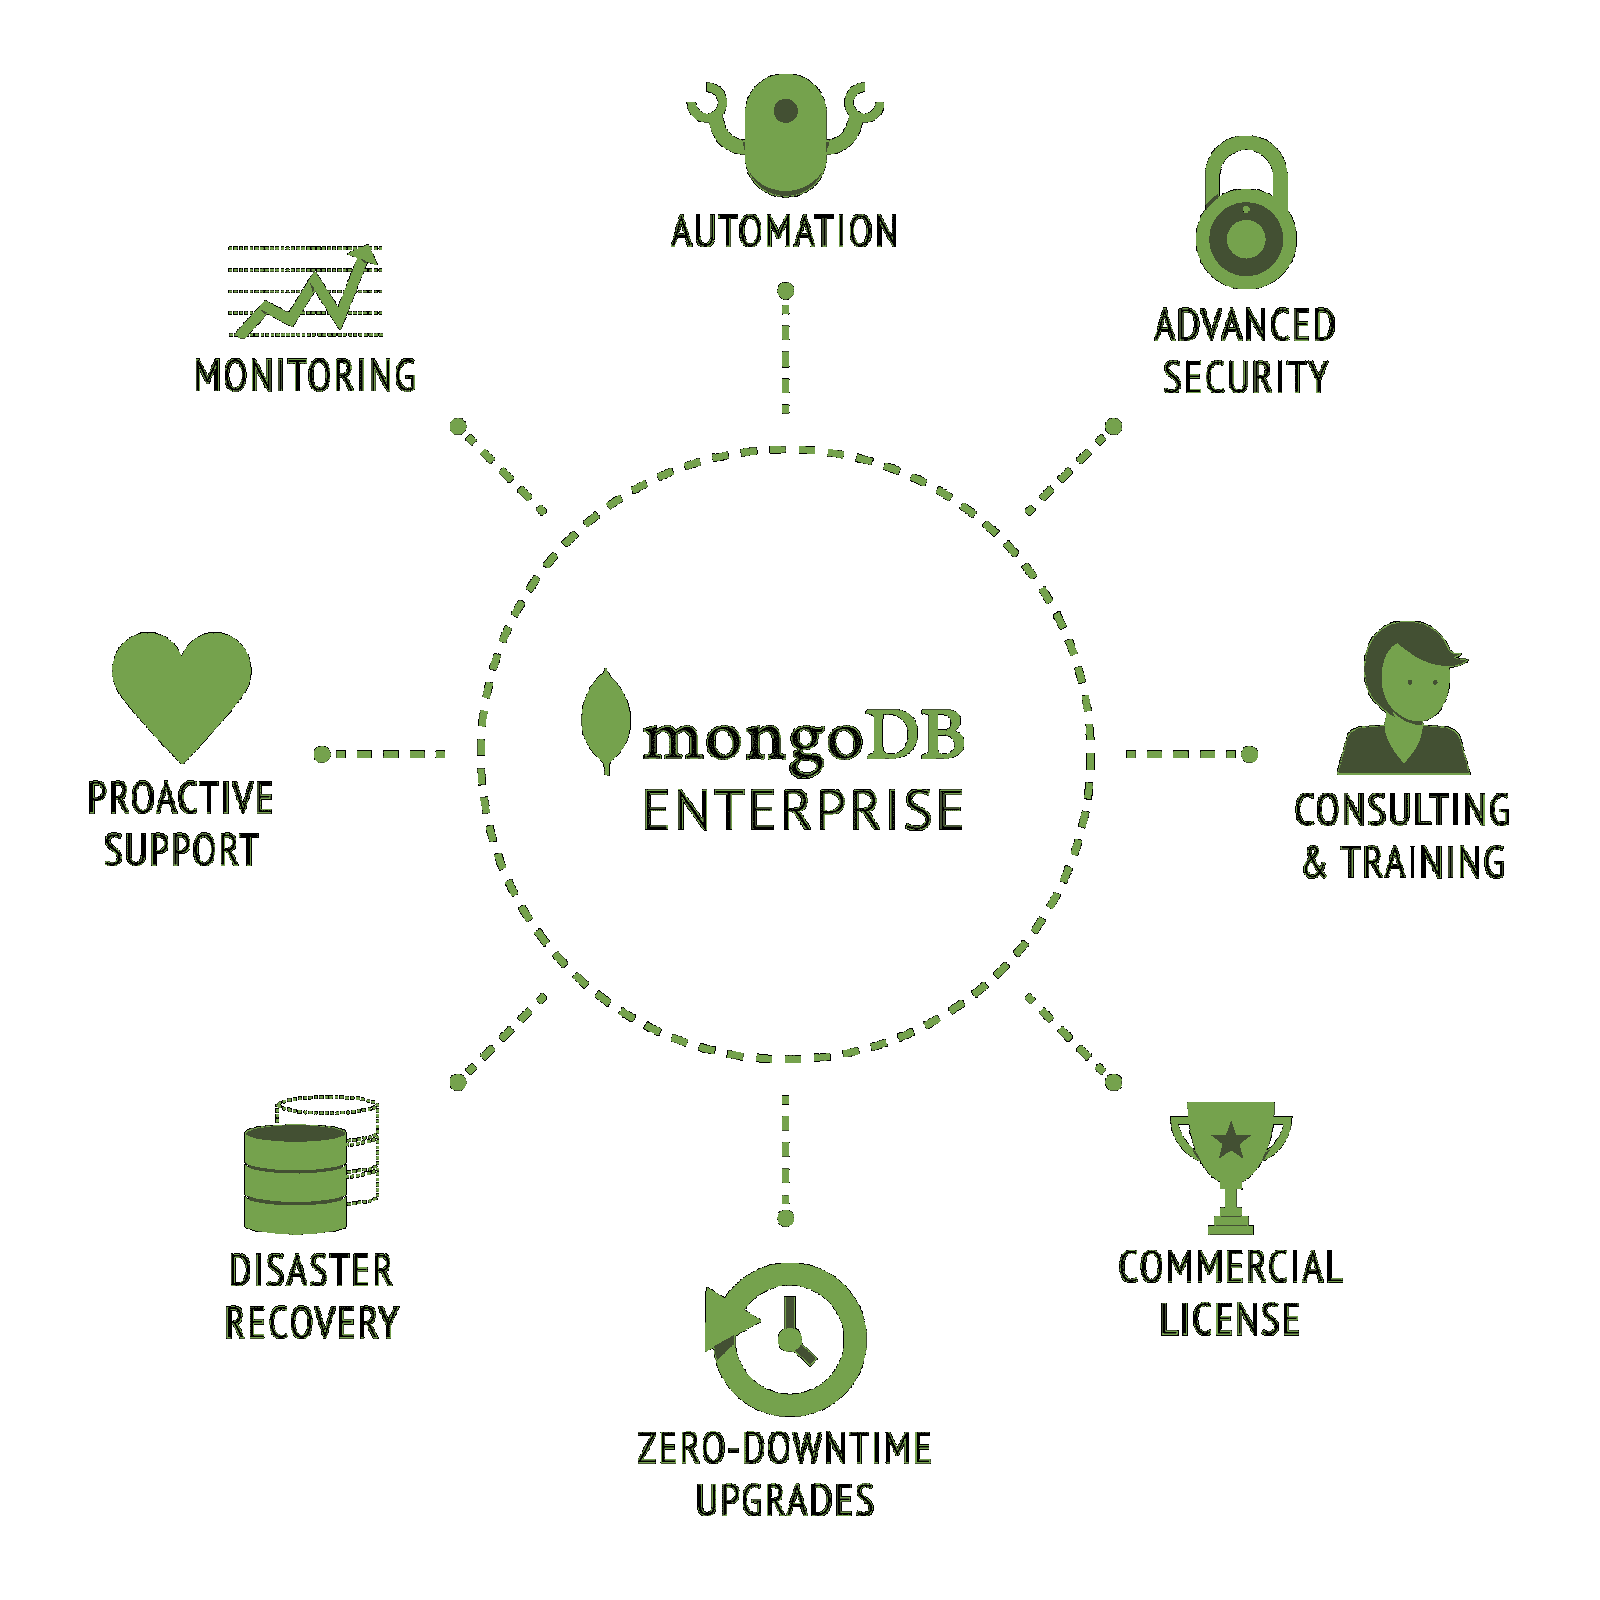 AUTOMATION
ADVANCED
SECURITY
MONITORING
CONSULTING
& TRAINING
PROACTIVE
SUPPORT
mongoDB
ENTERPRISE
COMMERCIAL
LICENSE
DISASTER
RECOVERY
ZERO-DOWNTIME
UPGRADES